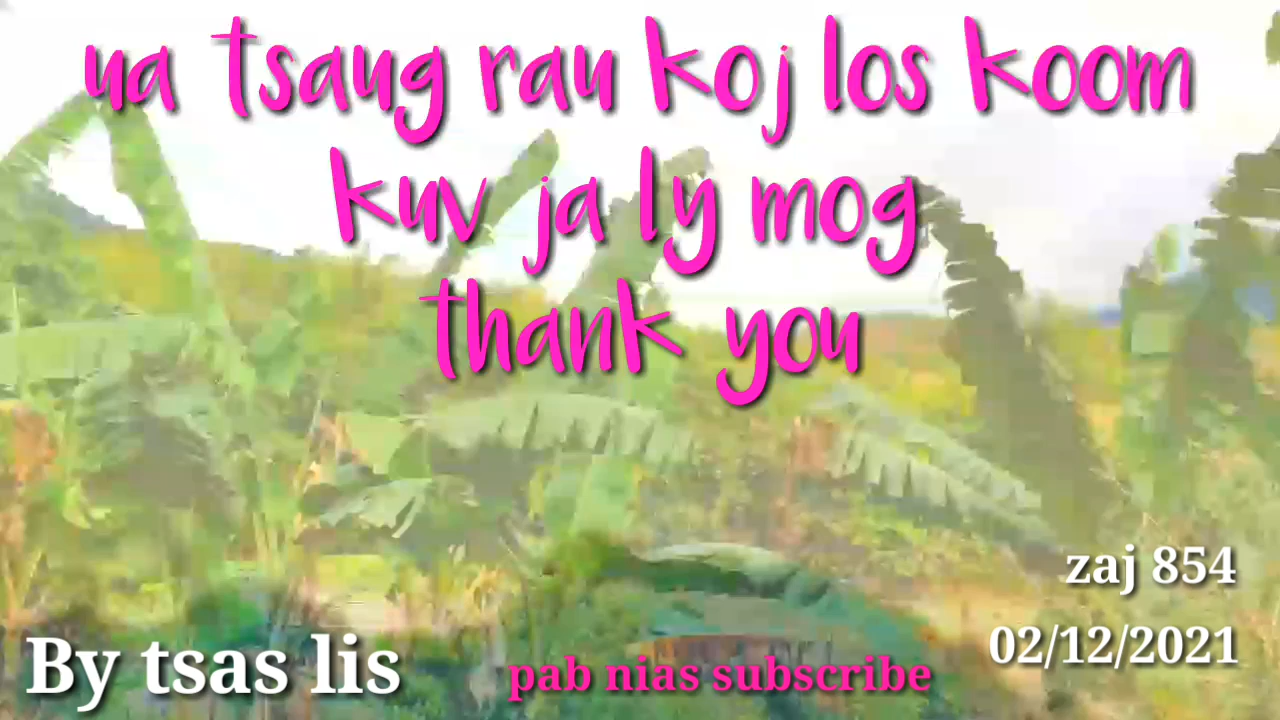 ua tsaug rau koj los koom
kuv ja ly mog
thank you
zaj 854
02/12/2021
By tsas lis
pab nias subscribe